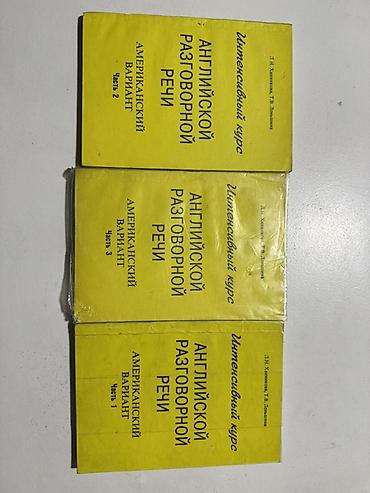 Интенсивный курс
АНГЛИЙСКОЙ
РАЗГОВОРНОЙ
РЕЧИ
АМЕРИКАНСКИЙ
ВАРИАНТ
Часть 2
Интенсивный курс
АНГЛИЙСКОЙ
РАЗГОВОРНОЙ
РЕЧИ
АМЕРИКАНСКИЙ
ВАРИАНТ
Часть 3
Интенсивный курс
АНГЛИЙСКОЙ
РАЗГОВОРНОЙ
РЕЧИ
АМЕРИКАНСКИЙ
ВАРИАНТ
Часть 1